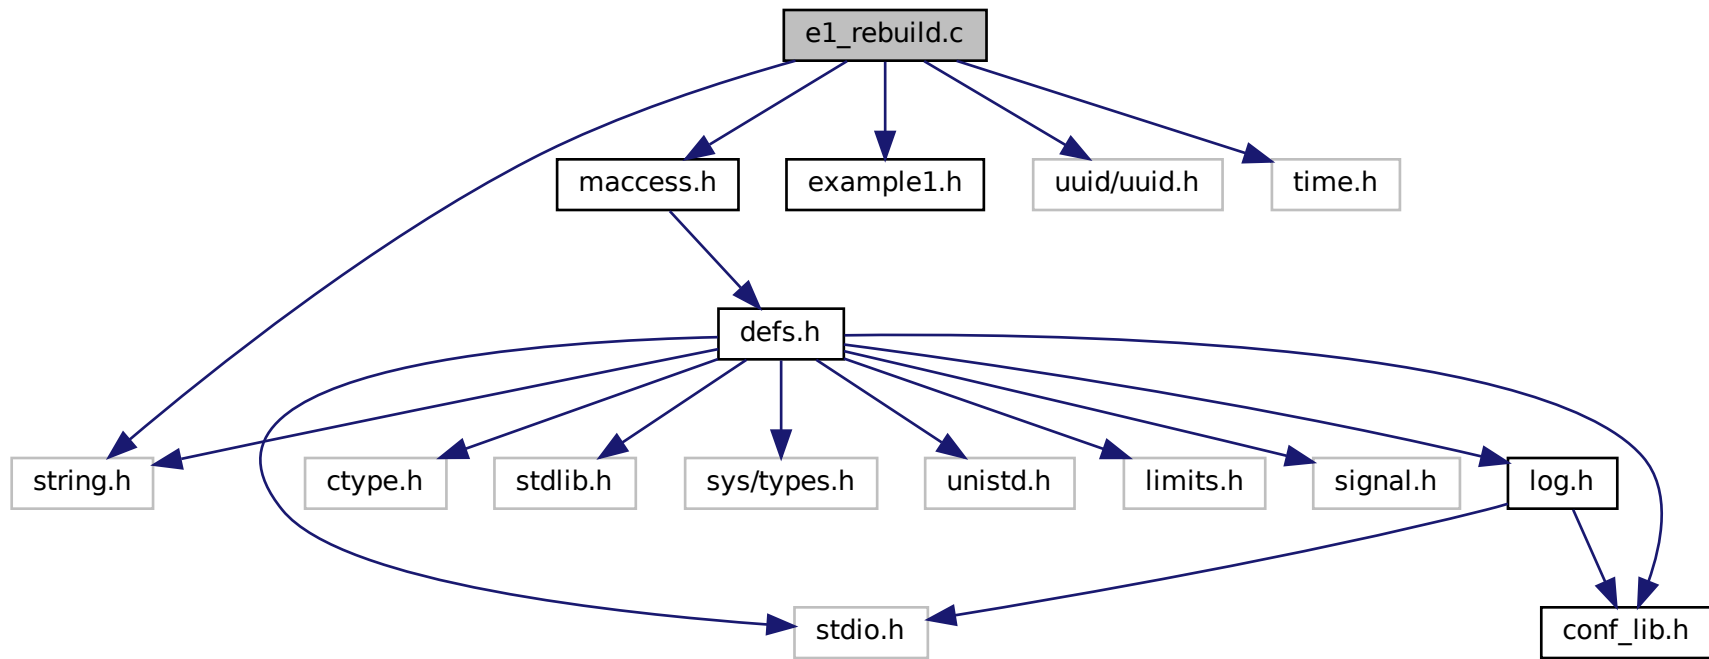 e1_rebuild.c
maccess.h
example1.h
uuid/uuid.h
time.h
defs.h
string.h
ctype.h
stdlib.h
sys/types.h
unistd.h
limits.h
signal.h
log.h
stdio.h
conf_lib.h